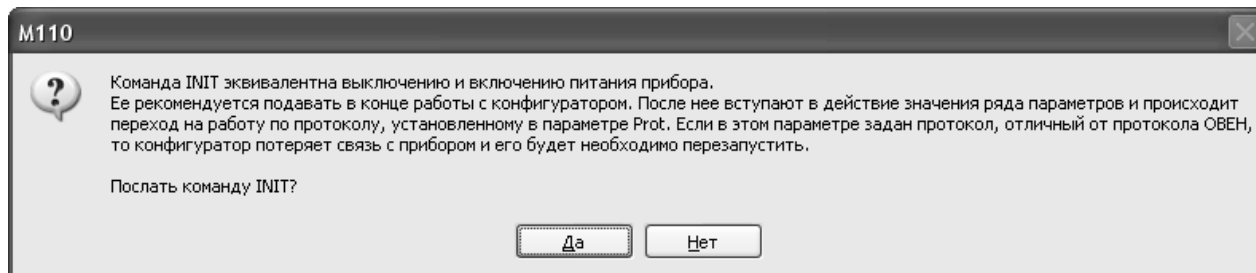 M110
Команда INIT эквивалентна выключению и включению питания прибора.
Ее рекомендуется подавать в конце работы с конфигуратором. После нее вступают в действие значения ряда параметров и происходит
переход на работу по протоколу, установленному в параметре Prot. Если в этом параметре задан протокол, отличный от протокола ОВЕН,
то конфигуратор потеряет связь с прибором и его будет необходимо перезапустить.
Послать команду INIT?
Да
Нет